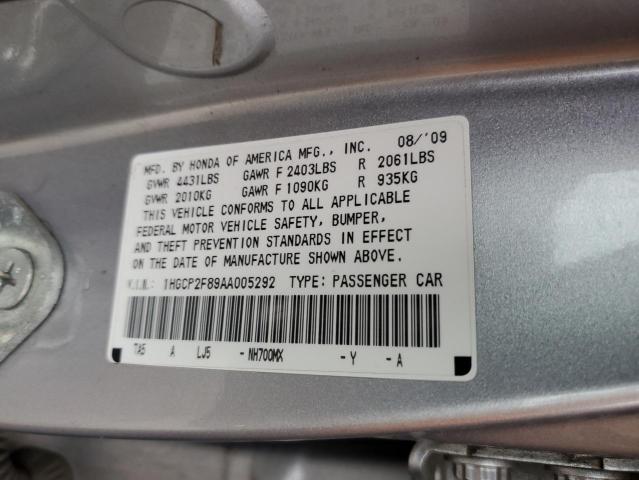 MFD. BY HONDA OF AMERICA MFG., INC. 08/'09
GVWR 4431LBS GAWR F 2403LBS R 2061LBS
GVWR 2010KG GAWR F 1090KG R 935KG
THIS VEHICLE CONFORMS TO ALL APPLICABLE
FEDERAL MOTOR VEHICLE SAFETY, BUMPER,
AND THEFT PREVENTION STANDARDS IN EFFECT
ON THE DATE OF MANUFACTURE SHOWN ABOVE.
V.I.N.: 1HGCP2F89AA005292 TYPE: PASSENGER CAR
TA5 A LJ5 -NH700MX -Y -A